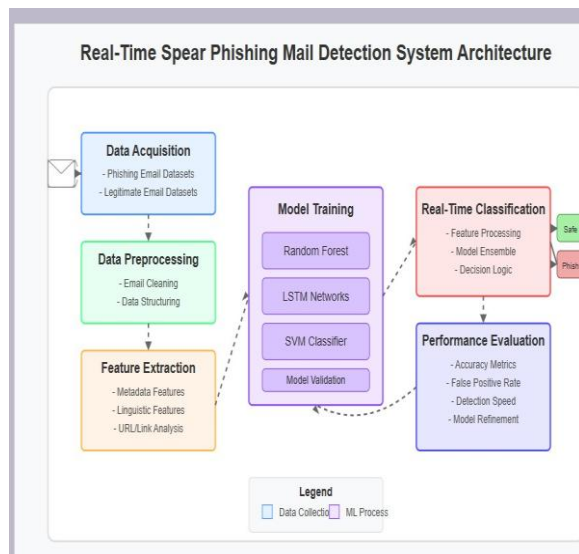 Real-Time Spear Phishing Mail Detection System Architecture
Data Acquisition
- Phishing Email Datasets
- Legitimate Email Datasets
Data Preprocessing
- Email Cleaning
- Data Structuring
Feature Extraction
- Metadata Features
- Linguistic Features
- URL/Link Analysis
Model Training
Random Forest
LSTM Networks
SVM Classifier
Model Validation
Real-Time Classification
- Feature Processing
- Model Ensemble
- Decision Logic
Safe
Phish
Performance Evaluation
- Accuracy Metrics
- False Positive Rate
- Detection Speed
- Model Refinement
Legend
Data Collection
ML Process